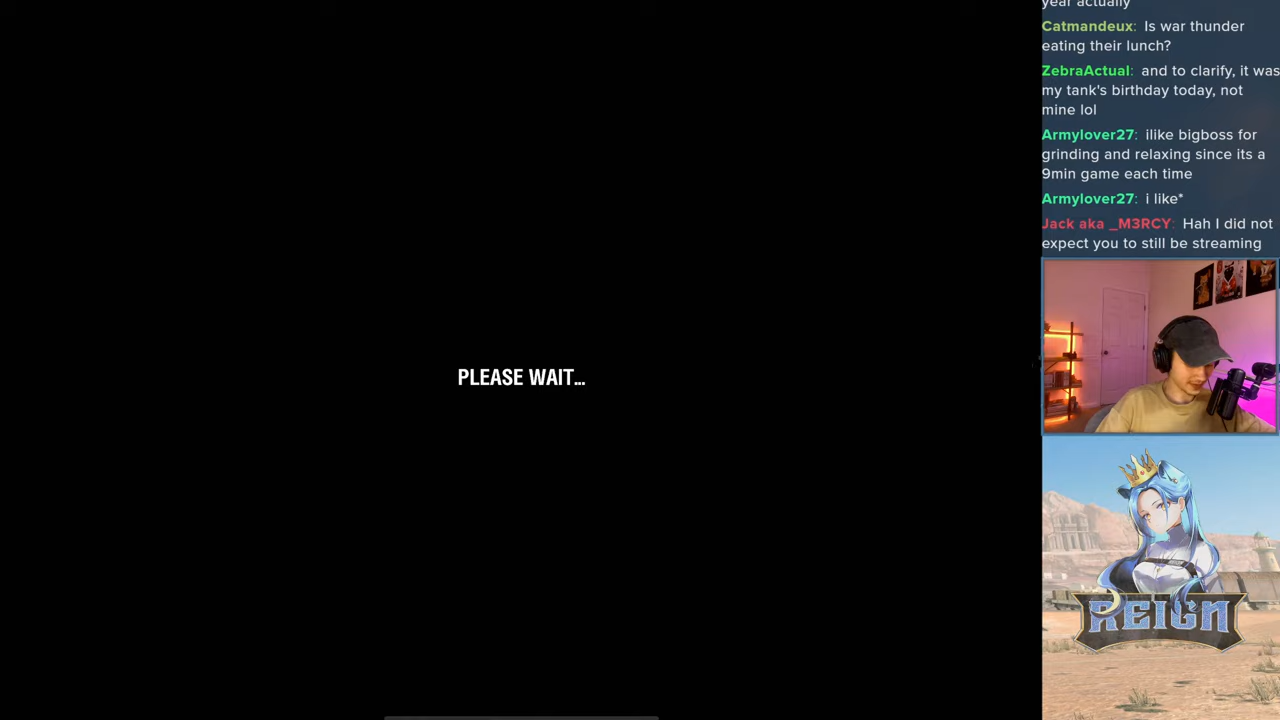 year actually
Catmandeux: Is war thunder
eating their lunch?
ZebraActual: and to clarify, it was
my tank's birthday today, not
mine lol
Armylover27: ilike bigboss for
grinding and relaxing since its a
9min game each time
Armylover27: i like*
Jack aka _M3RCY: Hah I did not
expect you to still be streaming
PLEASE WAIT...
REIGN